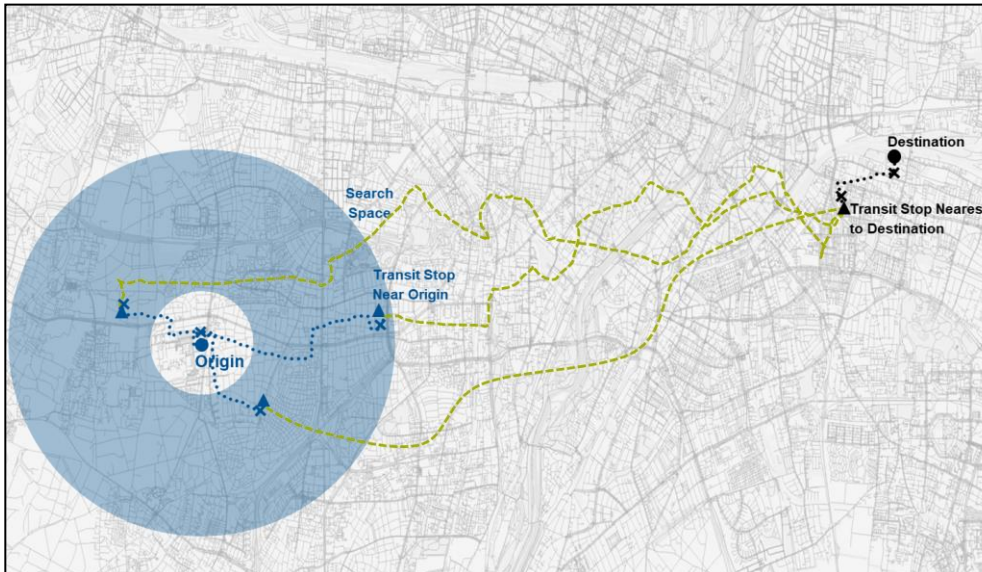 Destination
Search
Space
Transit Stop Neares
to Destination
Transit Stop
Near Origin
Origin